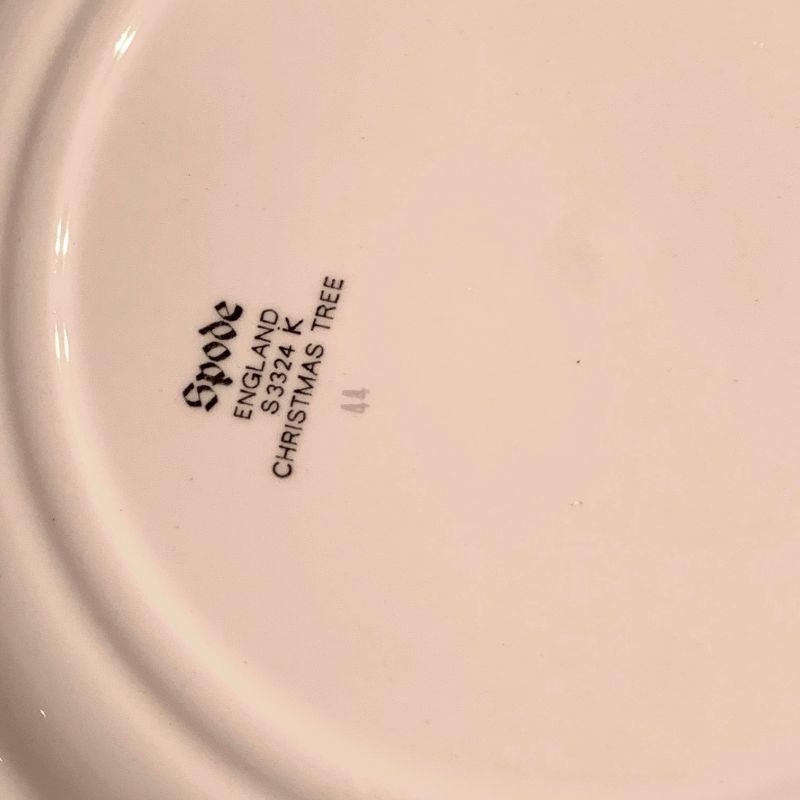 Spode
ENGLAND
S3324 K
CHRISTMAS TREE
44